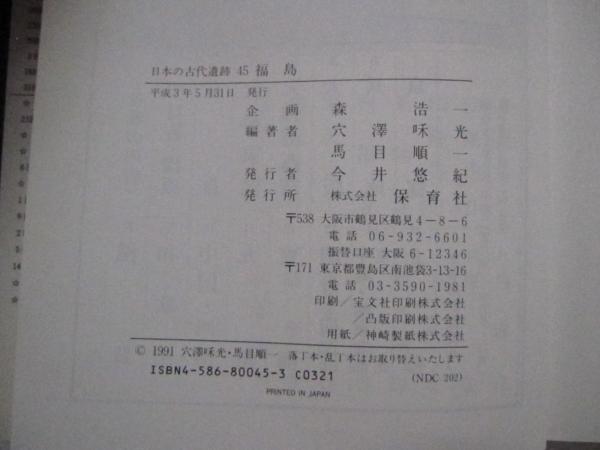 日本の古代遺跡 45 福島
平成3年5月31日 発行
企画 森浩一
編著者 穴澤咊光
馬目順一
発行者 今井悠紀
発行所 株式会社 保育社
〒538 大阪市鶴見区鶴見4-8-6
電話 06-932-6601
振替口座 大阪6-12346
〒171 東京都豊島区南池袋3-13-16
電話 03-3590-1981
印刷/宝文社印刷株式会社
/凸版印刷株式会社
用紙/神崎製紙株式会社
© 1991 穴澤咊光・馬目順一 落丁本・乱丁本はお取り替えいたします
ISBN4-586-80045-3 C0321 (NDC 202)
PRINTED IN JAPAN